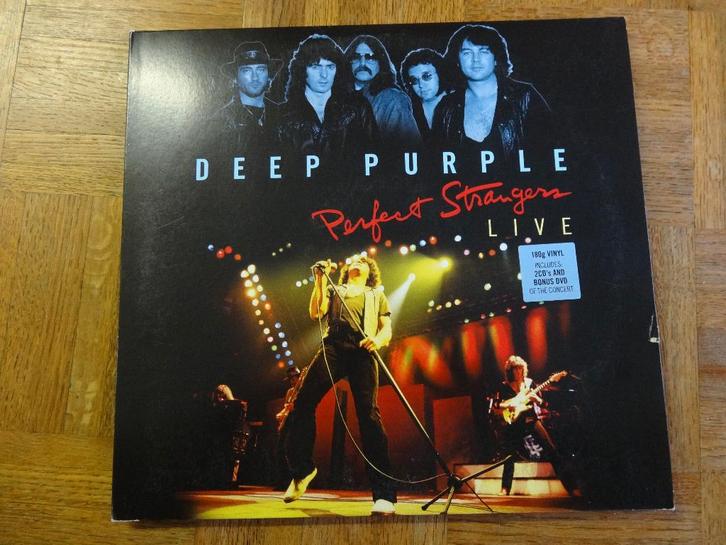 DEEP PURPLE
Perfect Strangers
LIVE
180g VINYL
INCLUDES:
2CD's AND
BONUS DVD
OF THE CONCERT